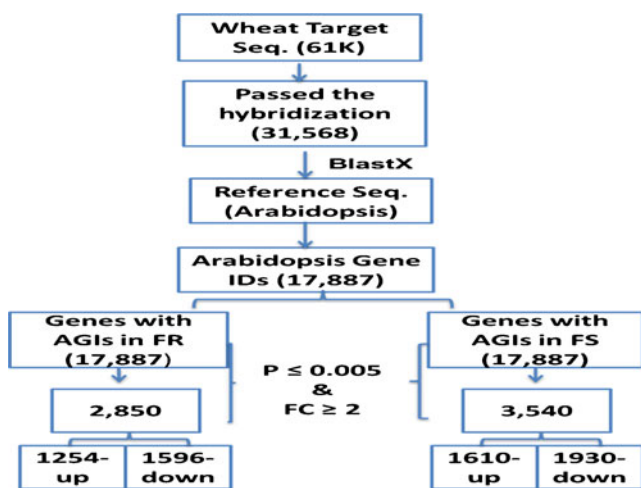 Wheat Target
Seq. (61K)
Passed the
hybridization
(31,568)
BlastX
Reference Seq.
(Arabidopsis)
Arabidopsis Gene
IDs (17,887)
Genes with
AGIs in FR
(17,887)
Genes with
AGIs in FS
(17,887)
P ≤ 0.005
&
FC ≥ 2
2,850
3,540
1254-
up
1596-
down
1610-
up
1930-
down